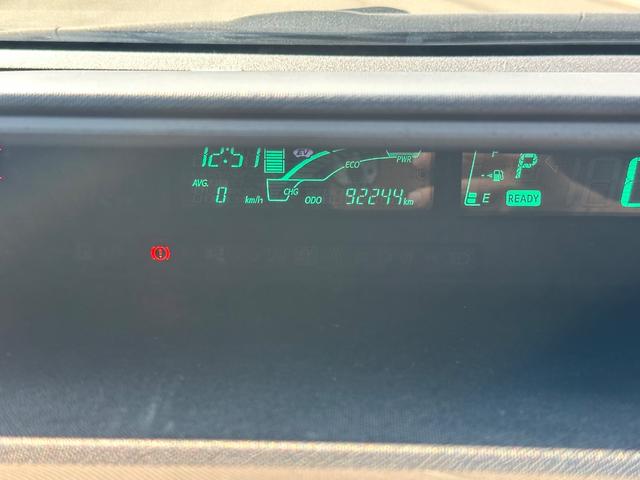 12:51 EV F P
ECO PWR
AVG. 0 km/h CHG ODO 92244 km E READY